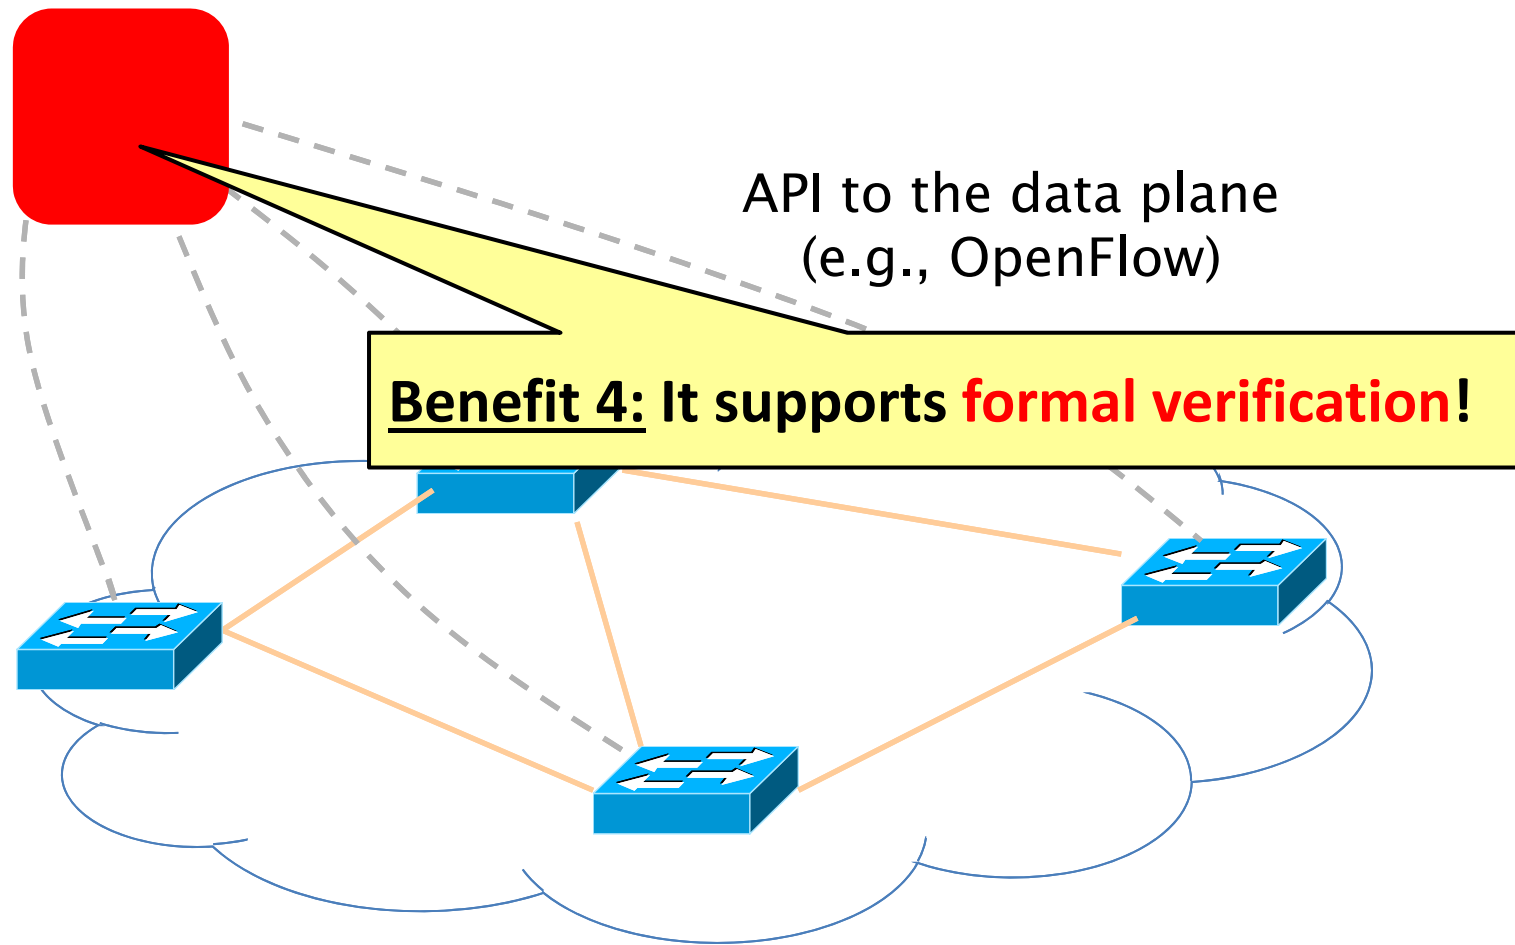 API to the data plane
(e.g., OpenFlow)
Benefit 4: It supports formal verification!